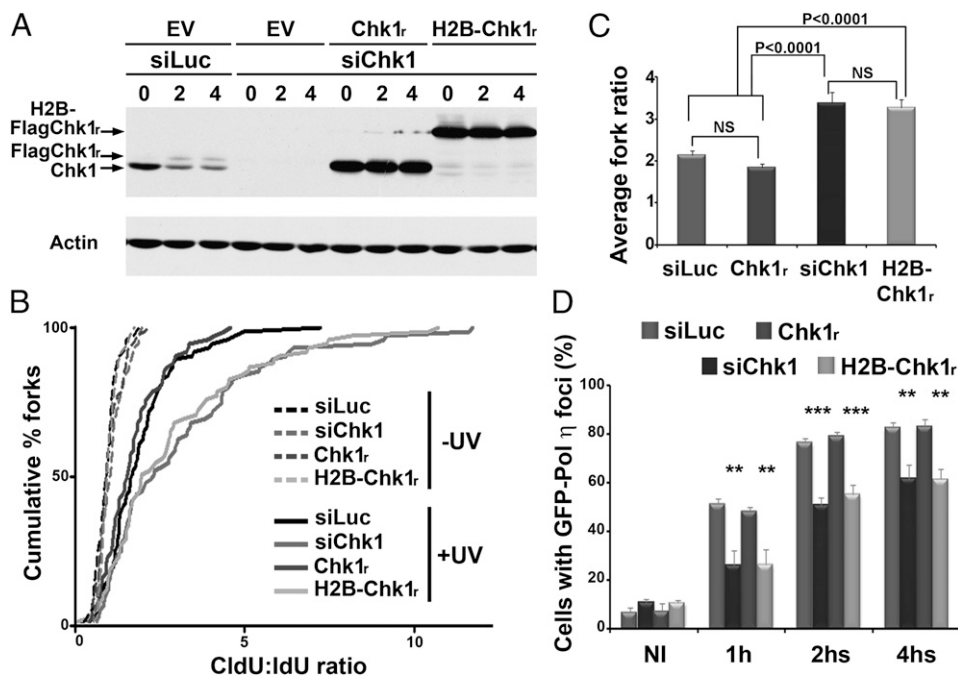 A
EV EV Chk1r H2B-Chk1r
siLuc siChk1
0 2 4 0 2 4 0 2 4 0 2 4
H2B-
FlagChk1r
FlagChk1r
Chk1
Actin
B
Cumulative % forks
100
50
0
0 5 10
CldU:IdU ratio
siLuc
siChk1
Chk1r
H2B-Chk1r
-UV
siLuc
siChk1
Chk1r
H2B-Chk1r
+UV
C
P<0.0001
P<0.0001
NS
NS
Average fork ratio
4
3
2
1
0
siLuc Chk1r siChk1 H2B-
Chk1r
D
siLuc Chk1r
siChk1 H2B-Chk1r
Cells with GFP-Pol η foci (%)
100
80
60
40
20
0
** ** *** *** ** **
NI 1h 2hs 4hs